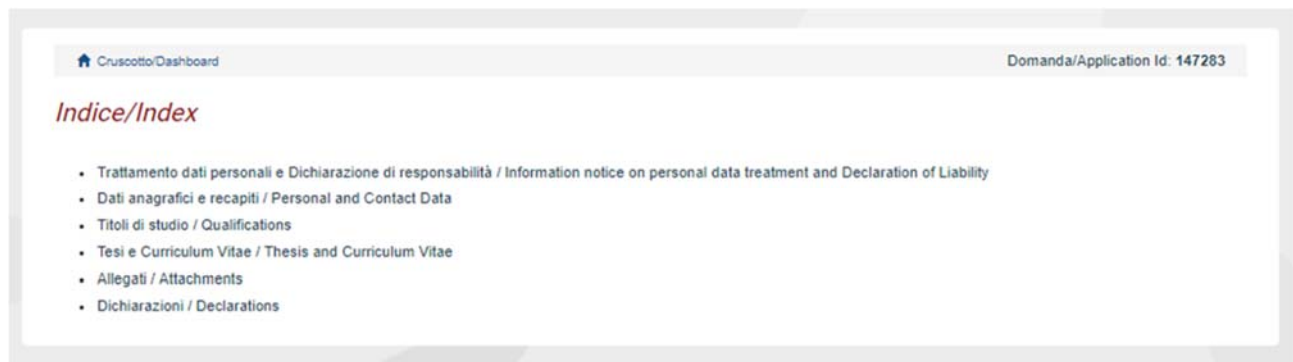 Cruscotto/Dashboard
Domanda/Application Id: 147283
Indice/Index
Trattamento dati personali e Dichiarazione di responsabilità / Information notice on personal data treatment and Declaration of Liability
Dati anagrafici e recapiti / Personal and Contact Data
Titoli di studio / Qualifications
Tesi e Curriculum Vitae / Thesis and Curriculum Vitae
Allegati / Attachments
Dichiarazioni / Declarations